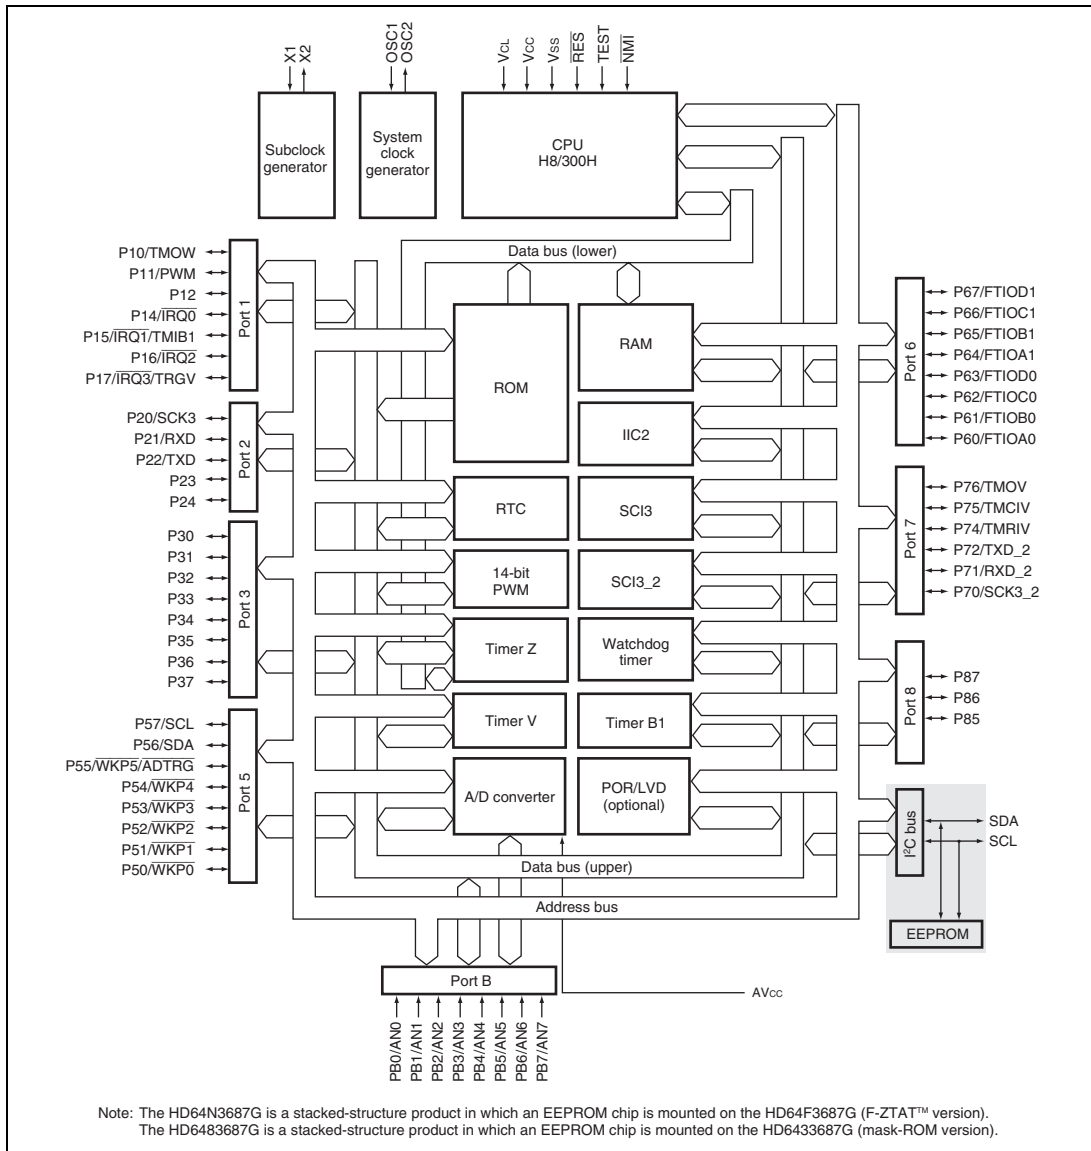 X1
X2
OSC1
OSC2
VCL
VCC
VSS
RES
TEST
NMI
Subclock
generator
System
clock
generator
CPU
H8/300H
Data bus (lower)
P10/TMOW
P11/PWM
P12
P14/IRQ0
P15/IRQ1/TMIB1
P16/IRQ2
P17/IRQ3/TRGV
Port 1
P20/SCK3
P21/RXD
P22/TXD
P23
P24
Port 2
P30
P31
P32
P33
P34
P35
P36
P37
Port 3
P57/SCL
P56/SDA
P55/WKP5/ADTRG
P54/WKP4
P53/WKP3
P52/WKP2
P51/WKP1
P50/WKP0
Port 5
ROM
RAM
IIC2
RTC
SCI3
14-bit
PWM
SCI3_2
Timer Z
Watchdog
timer
Timer V
Timer B1
A/D converter
POR/LVD
(optional)
Port 6
P67/FTIOD1
P66/FTIOC1
P65/FTIOB1
P64/FTIOA1
P63/FTIOD0
P62/FTIOC0
P61/FTIOB0
P60/FTIOA0
Port 7
P76/TMOV
P75/TMCIV
P74/TMRIV
P72/TXD_2
P71/RXD_2
P70/SCK3_2
Port 8
P87
P86
P85
I²C bus
SDA
SCL
EEPROM
Data bus (upper)
Address bus
Port B
AVCC
PB0/AN0
PB1/AN1
PB2/AN2
PB3/AN3
PB4/AN4
PB5/AN5
PB6/AN6
PB7/AN7
Note: The HD64N3687G is a stacked-structure product in which an EEPROM chip is mounted on the HD64F3687G (F-ZTAT™ version).
The HD6483687G is a stacked-structure product in which an EEPROM chip is mounted on the HD6433687G (mask-ROM version).